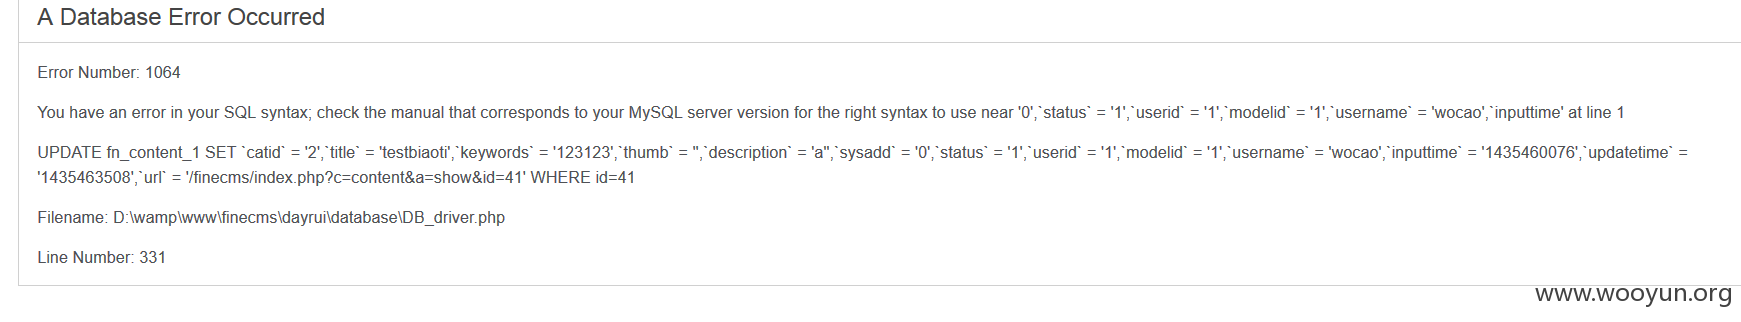 A Database Error Occurred
Error Number: 1064
You have an error in your SQL syntax; check the manual that corresponds to your MySQL server version for the right syntax to use near '0',`status` = '1',`userid` = '1',`modelid` = '1',`username` = 'wocao',`inputtime' at line 1
UPDATE fn_content_1 SET `catid` = '2',`title` = 'testbiaoti',`keywords` = '123123',`thumb` = '',`description` = 'a'',`sysadd` = '0',`status` = '1',`userid` = '1',`modelid` = '1',`username` = 'wocao',`inputtime` = '1435460076',`updatetime` =
'1435463508',`url` = '/finecms/index.php?c=content&a=show&id=41' WHERE id=41
Filename: D:\wamp\www\finecms\dayrui\database\DB_driver.php
Line Number: 331
www.wooyun.org